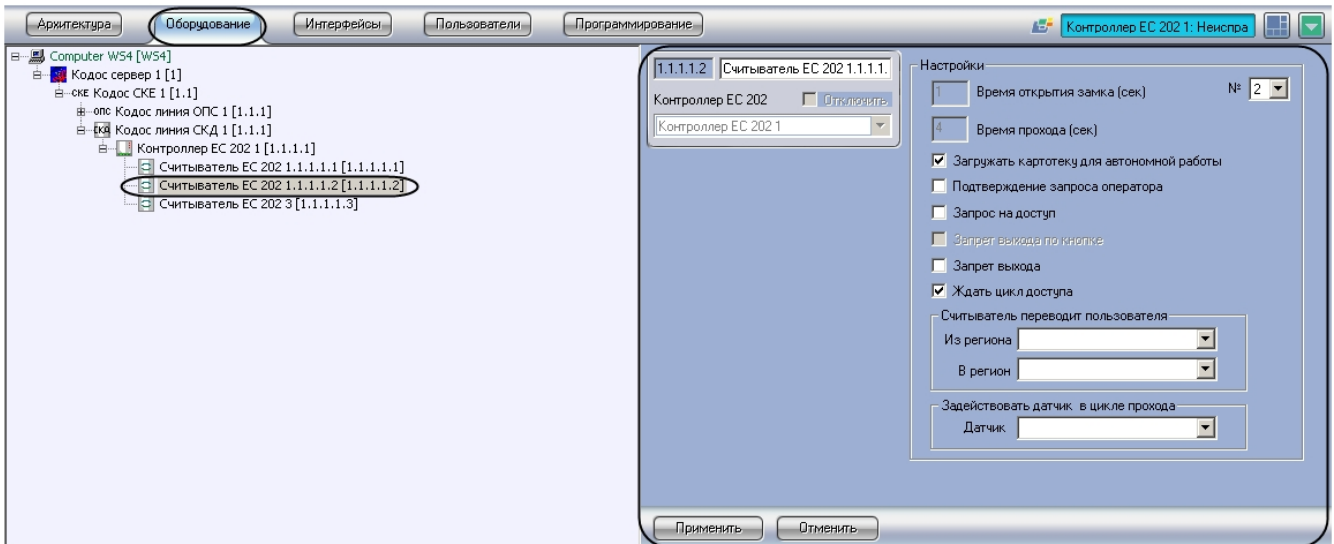 Архитектура Оборудование Интерфейсы Пользователи Программирование Контроллер ЕС 202 1: Неиспра
Computer WS4 [WS4]
Кодос сервер 1 [1]
СКЕ Кодос СКЕ 1 [1.1]
ОПС Кодос линия ОПС 1 [1.1.1]
СКД Кодос линия СКД 1 [1.1.1]
Контроллер ЕС 202 1 [1.1.1.1]
Считыватель ЕС 202 1.1.1.1.1 [1.1.1.1.1]
Считыватель ЕС 202 1.1.1.1.2 [1.1.1.1.2]
Считыватель ЕС 202 3 [1.1.1.1.3]
1.1.1.1.2 Считыватель ЕС 202 1.1.1.1.
Контроллер ЕС 202 Отключить
Контроллер ЕС 202 1
Настройки
1 Время открытия замка (сек) № 2
4 Время прохода (сек)
Загружать картотеку для автономной работы
Подтверждение запроса оператора
Запрос на доступ
Запрет выхода по кнопке
Запрет выхода
Ждать цикл доступа
Считыватель переводит пользователя
Из региона
В регион
Задействовать датчик в цикле прохода
Датчик
Применить Отменить